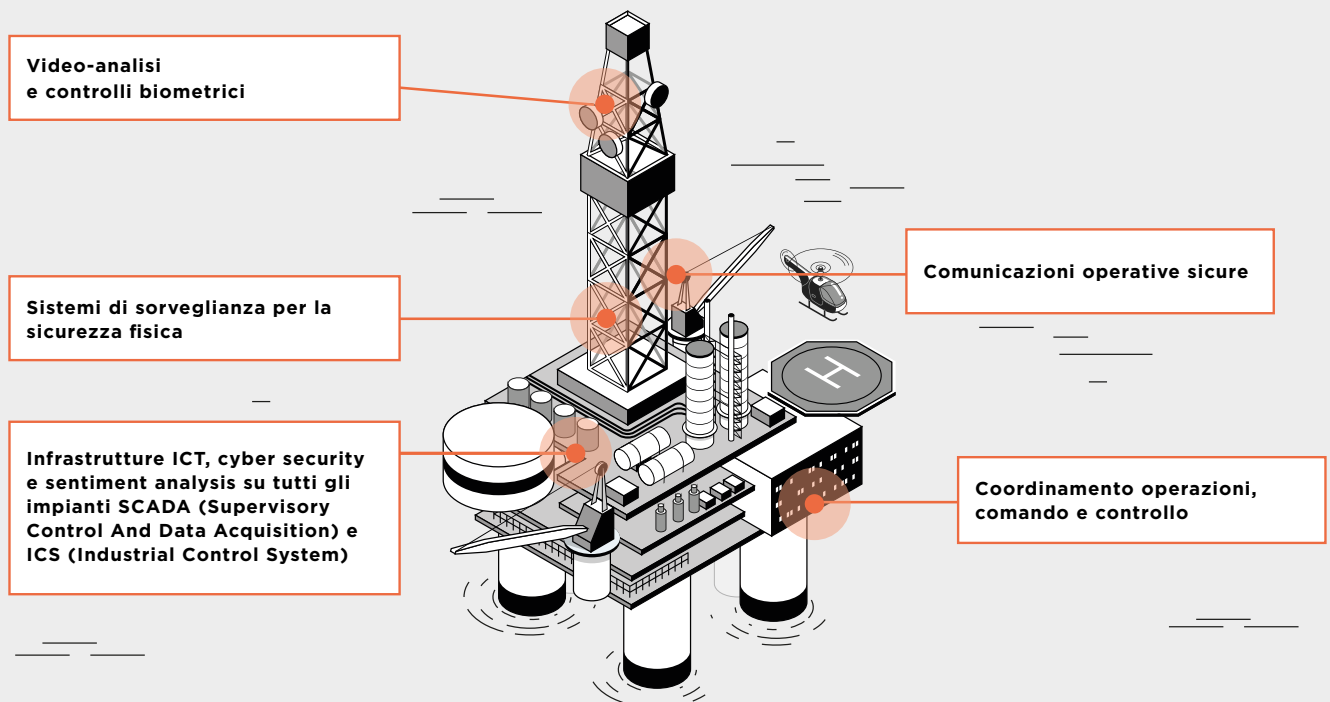 Video-analisi
e controlli biometrici
Sistemi di sorveglianza per la
sicurezza fisica
Infrastrutture ICT, cyber security
e sentiment analysis su tutti gli
impianti SCADA (Supervisory
Control And Data Acquisition) e
ICS (Industrial Control System)
Comunicazioni operative sicure
H
Coordinamento operazioni,
comando e controllo